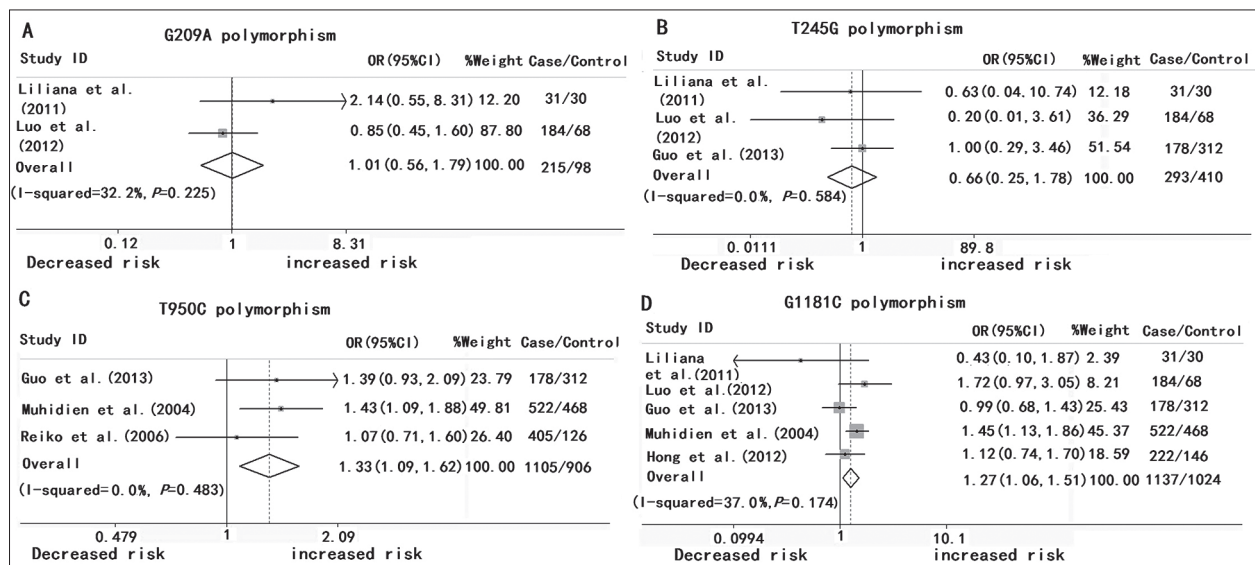 A
G209A polymorphism
Study ID OR(95%CI) %Weight Case/Control
Liliana et al.
(2011) 2.14(0.55, 8.31) 12.20 31/30
Luo et al.
(2012) 0.85(0.45, 1.60) 87.80 184/68
Overall 1.01(0.56, 1.79) 100.00 215/98
(I-squared=32.2%, P=0.225)
0.12 1 8.31
Decreased risk increased risk
B
T245G polymorphism
Study ID OR(95%CI) %Weight Case/Control
Liliana et al.
(2011) 0.63(0.04, 10.74) 12.18 31/30
Luo et al.
(2012) 0.20(0.01, 3.61) 36.29 184/68
Guo et al.(2013) 1.00(0.29, 3.46) 51.54 178/312
Overall 0.66(0.25, 1.78) 100.00 293/410
(I-squared=0.0%, P=0.584)
0.0111 1 89.8
Decreased risk increased risk
C
T950C polymorphism
Study ID OR(95%CI) %Weight Case/Control
Guo et al.(2013) 1.39(0.93, 2.09) 23.79 178/312
Muhidien et al.(2004) 1.43(1.09, 1.88) 49.81 522/468
Reiko et al.(2006) 1.07(0.71, 1.60) 26.40 405/126
Overall 1.33(1.09, 1.62) 100.00 1105/906
(I-squared=0.0%, P=0.483)
0.479 1 2.09
Decreased risk increased risk
D
G1181C polymorphism
Study ID OR(95%CI) %Weight Case/Control
Liliana 0.43(0.10, 1.87) 2.39 31/30
et al.(2011)
Luo et al.(2012) 1.72(0.97, 3.05) 8.21 184/68
Guo et al.(2013) 0.99(0.68, 1.43) 25.43 178/312
Muhidien et al.(2004) 1.45(1.13, 1.86) 45.37 522/468
Hong et al.(2012) 1.12(0.74, 1.70) 18.59 222/146
Overall 1.27(1.06, 1.51) 100.00 1137/1024
(I-squared=37.0%, P=0.174)
0.0994 1 10.1
Decreased risk increased risk